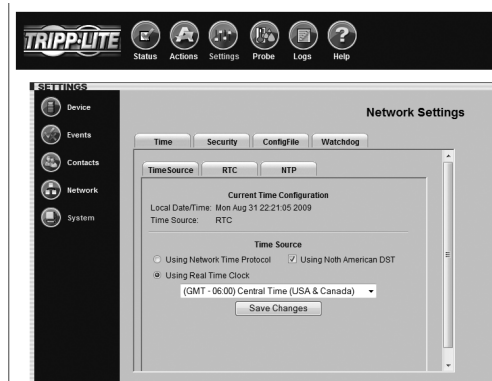 TRIPP·LITE
Status Actions Settings Probe Logs Help
SETTINGS
Device
Events
Contacts
Network
System
Network Settings
Time Security ConfigFile Watchdog
TimeSource RTC NTP
Current Time Configuration
Local Date/Time: Mon Aug 31 22:21:05 2009
Time Source: RTC
Time Source
Using Network Time Protocol Using Noth American DST
Using Real Time Clock
(GMT - 06:00) Central Time (USA & Canada)
Save Changes